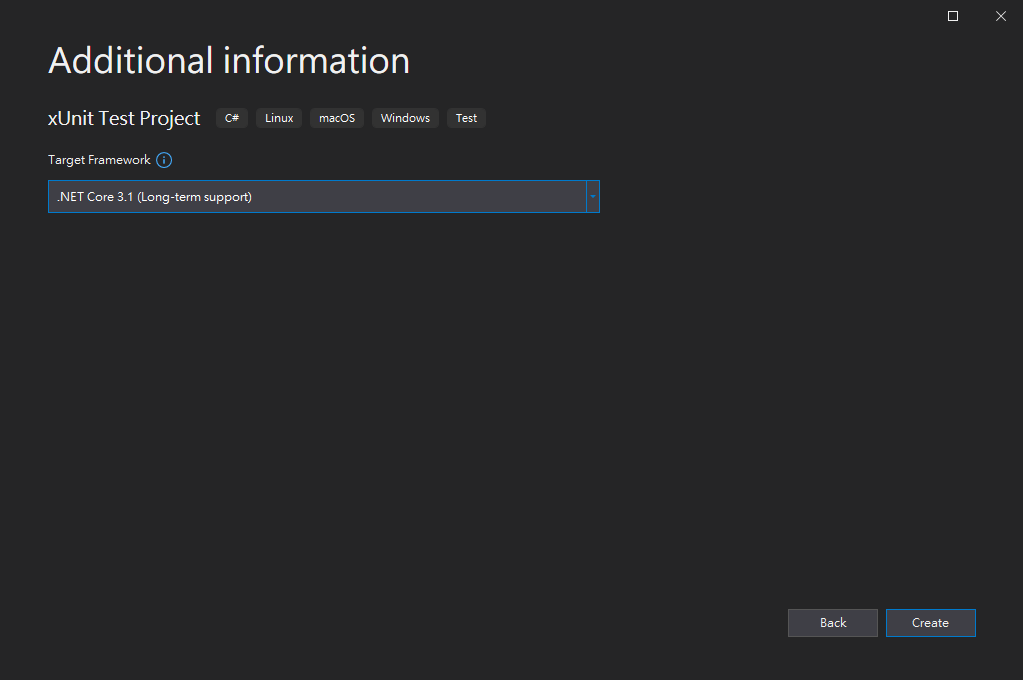 Additional information
xUnit Test Project C# Linux macOS Windows Test
Target Framework
.NET Core 3.1 (Long-term support)
Back Create